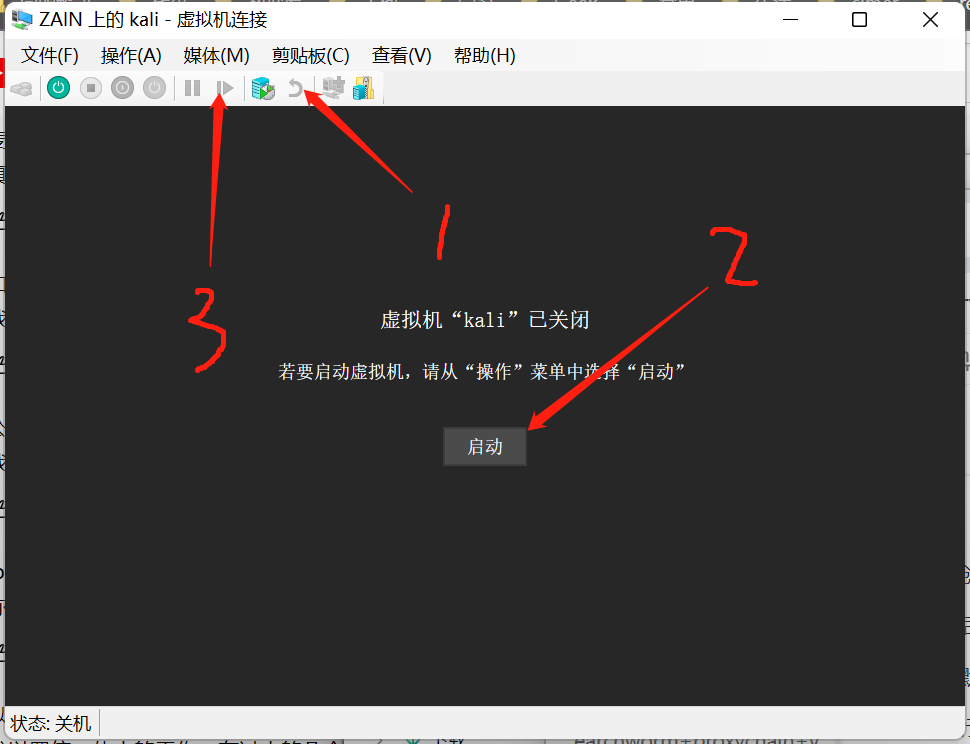 ZAIN 上的 kali - 虚拟机连接
文件(F) 操作(A) 媒体(M) 剪贴板(C) 查看(V) 帮助(H)
1
2
3
虚拟机“kali”已关闭
若要启动虚拟机，请从“操作”菜单中选择“启动”
启动
状态: 关机